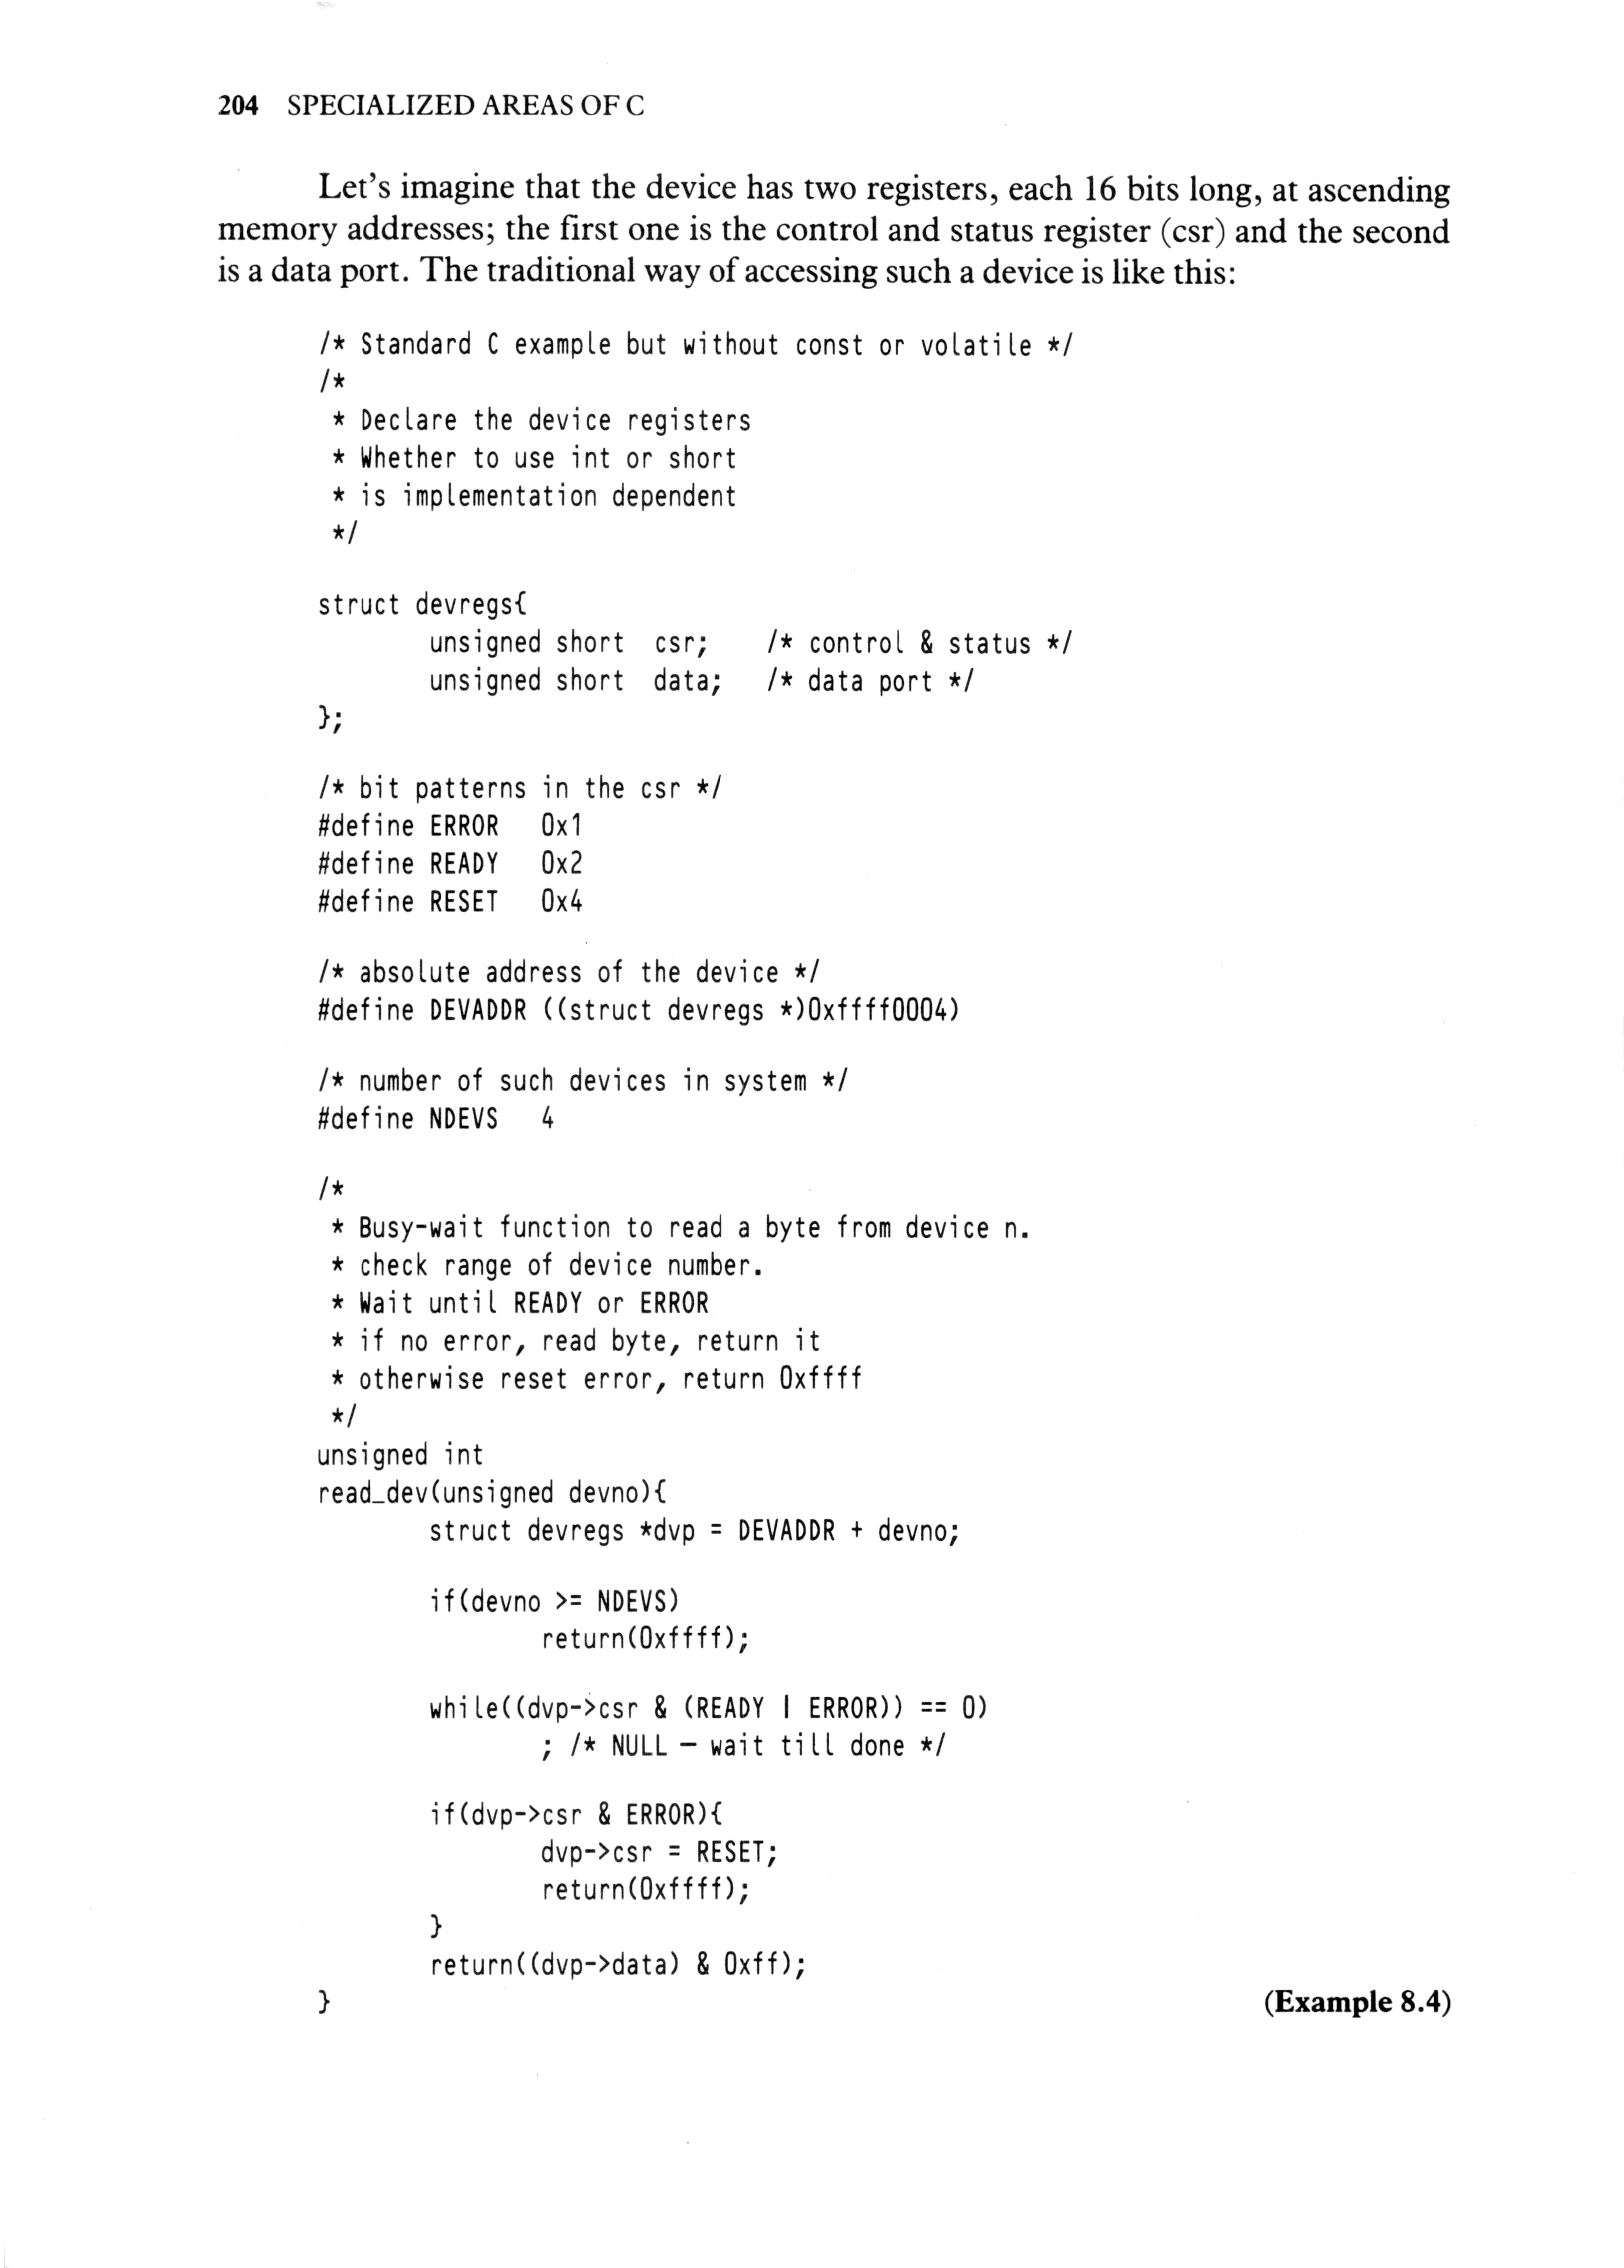 204 SPECIALIZED AREAS OF C
Let's imagine that the device has two registers, each 16 bits long, at ascending
memory addresses; the first one is the control and status register (csr) and the second
is a data port. The traditional way of accessing such a device is like this:
/* Standard C example but without const or volatile */
/*
 * Declare the device registers
 * Whether to use int or short
 * is implementation dependent
 */
struct devregs{
        unsigned short  csr;    /* control & status */
        unsigned short  data;   /* data port */
};
/* bit patterns in the csr */
#define ERROR   0x1
#define READY   0x2
#define RESET   0x4
/* absolute address of the device */
#define DEVADDR ((struct devregs *)0xffff0004)
/* number of such devices in system */
#define NDEVS   4
/*
 * Busy-wait function to read a byte from device n.
 * check range of device number.
 * Wait until READY or ERROR
 * if no error, read byte, return it
 * otherwise reset error, return 0xffff
 */
unsigned int
read_dev(unsigned devno){
        struct devregs *dvp = DEVADDR + devno;
        if(devno >= NDEVS)
                return(0xffff);
        while((dvp->csr & (READY | ERROR)) == 0)
                ; /* NULL – wait till done */
        if(dvp->csr & ERROR){
                dvp->csr = RESET;
                return(0xffff);
        }
        return((dvp->data) & 0xff);
} (Example 8.4)